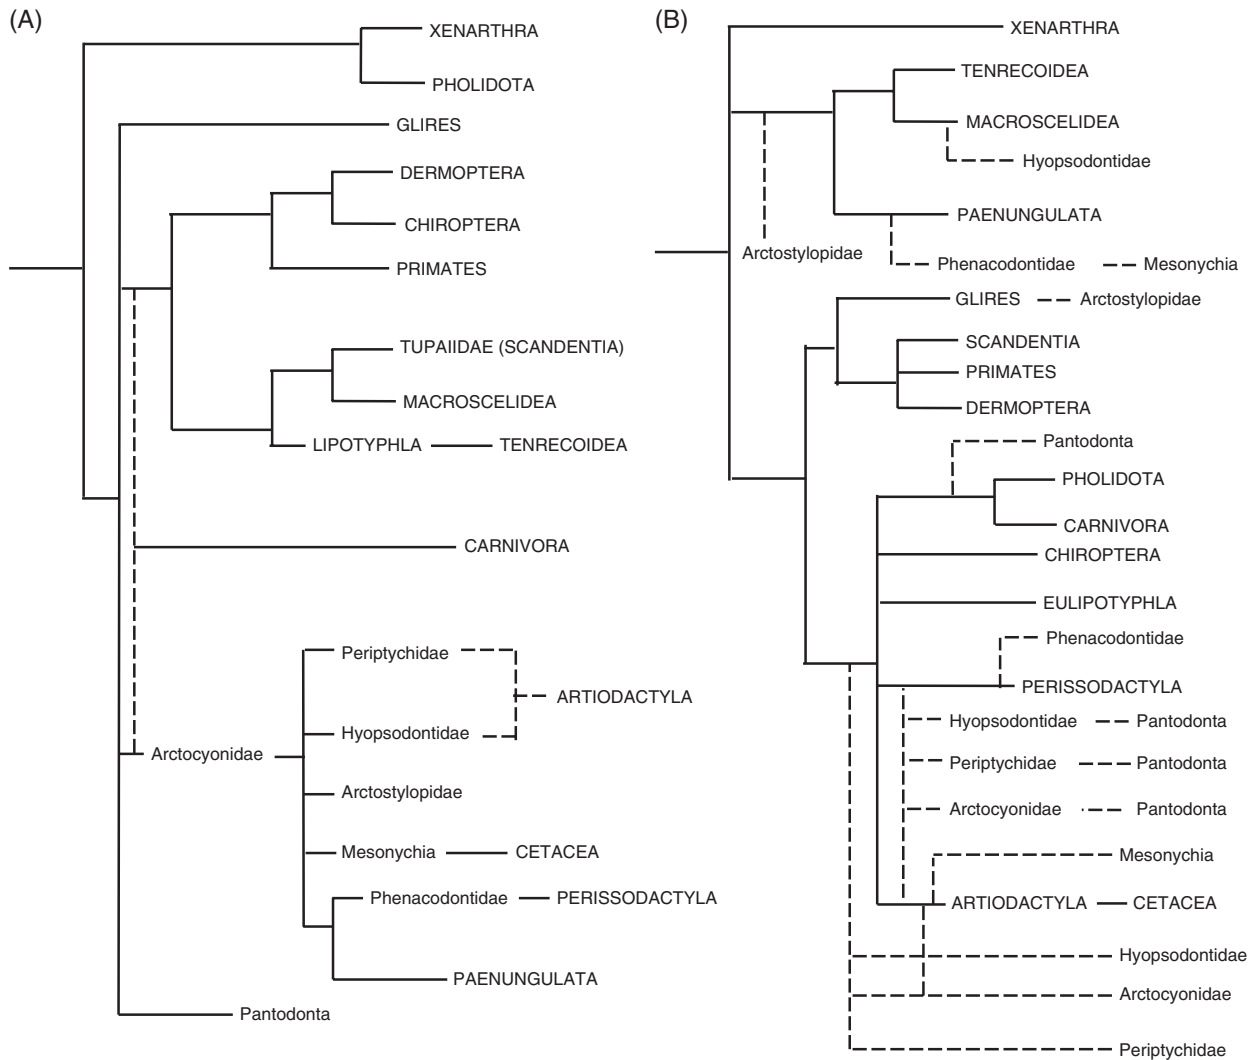 (A)
XENARTHRA
PHOLIDOTA
GLIRES
DERMOPTERA
CHIROPTERA
PRIMATES
TUPAIIDAE (SCANDENTIA)
MACROSCELIDEA
LIPOTYPHLA TENRECOIDEA
CARNIVORA
Periptychidae
ARTIODACTYLA
Hyopsodontidae
Arctocyonidae
Arctostylopidae
Mesonychia CETACEA
Phenacodontidae PERISSODACTYLA
PAENUNGULATA
Pantodonta
(B)
XENARTHRA
TENRECOIDEA
MACROSCELIDEA
Hyopsodontidae
PAENUNGULATA
Arctostylopidae
Phenacodontidae Mesonychia
GLIRES Arctostylopidae
SCANDENTIA
PRIMATES
DERMOPTERA
Pantodonta
PHOLIDOTA
CARNIVORA
CHIROPTERA
EULIPOTYPHLA
Phenacodontidae
PERISSODACTYLA
Hyopsodontidae Pantodonta
Periptychidae Pantodonta
Arctocyonidae Pantodonta
Mesonychia
ARTIODACTYLA CETACEA
Hyopsodontidae
Arctocyonidae
Periptychidae